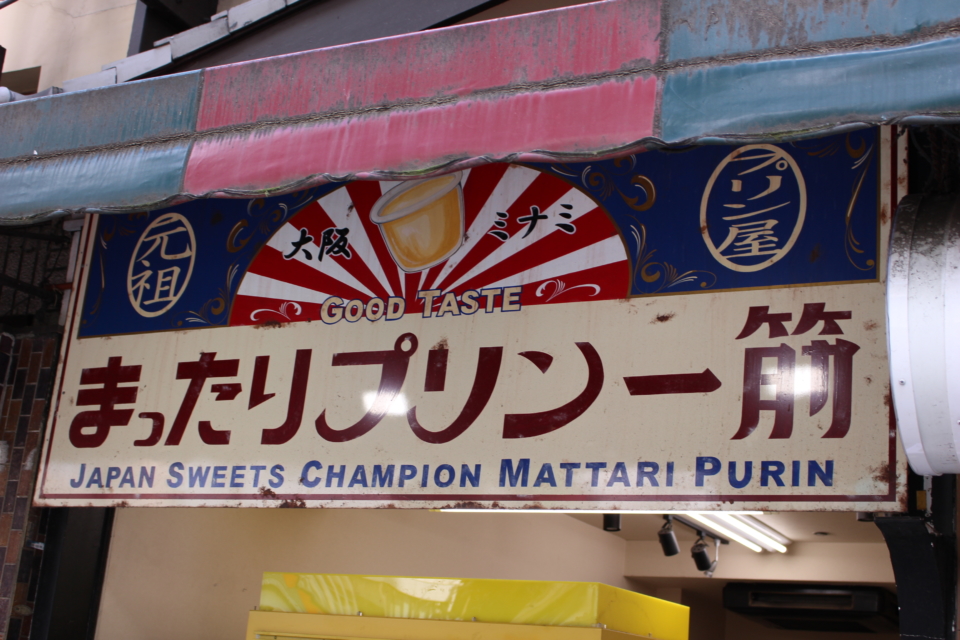 元祖
大阪 ミナミ
プリン屋
GOOD TASTE
まったりプリン一筋
JAPAN SWEETS CHAMPION MATTARI PURIN